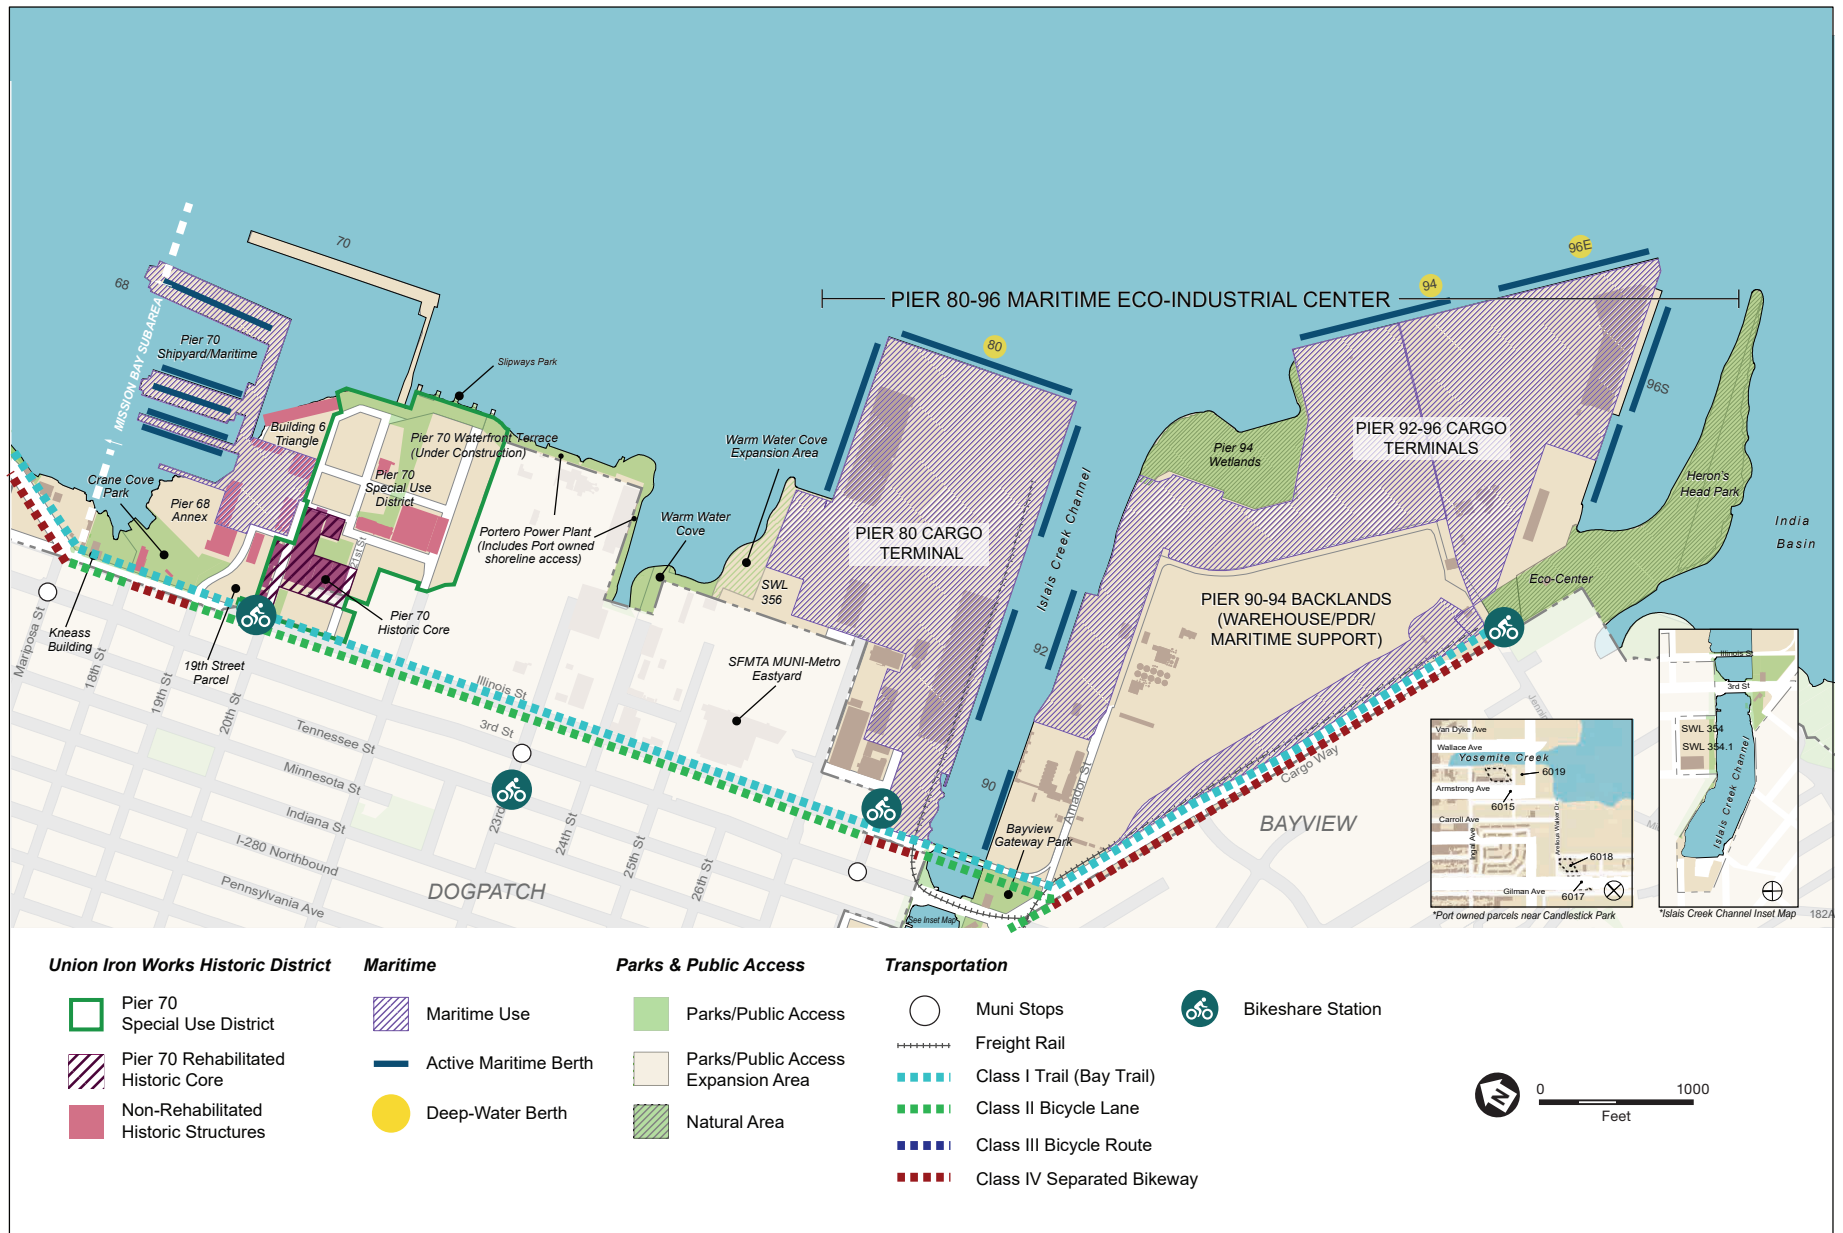 70
68
96E
94
PIER 80-96 MARITIME ECO-INDUSTRIAL CENTER
MISSION BAY SUBAREA
Pier 70
Shipyard/Maritime
80
Slipways Park
96S
Building 6
Triangle
Pier 70 Waterfront Terrace
(Under Construction)
Warm Water Cove
Expansion Area
PIER 92-96 CARGO
TERMINALS
Pier 94
Wetlands
Crane Cove
Park
Pier 68
Annex
Pier 70
Special Use
District
Heron's
Head Park
India
Basin
Portero Power Plant
(Includes Port owned
shoreline access)
Warm Water
Cove
PIER 80 CARGO
TERMINAL
Islais Creek Channel
21st St
SWL
356
Eco-Center
PIER 90-94 BACKLANDS
(WAREHOUSE/PDR/
MARITIME SUPPORT)
92
Pier 70
Historic Core
Kneass
Building
19th Street
Parcel
Mariposa St
18th St
19th St
20th St
Illinois St
3rd St
Tennessee St
Minnesota St
Indiana St
I-280 Northbound
Pennsylvania Ave
SFMTA MUNI-Metro
Eastyard
23rd
24th St
25th St
26th St
DOGPATCH
90
Amador St
Bayview
Gateway Park
See Inset Map
Cargo Way
BAYVIEW
Van Dyke Ave
Wallace Ave
Yosemite Creek
6019
Armstrong Ave
6015
Carroll Ave
Ingal Ave
Arelious Walker Dr
6018
Gilman Ave
6017
*Port owned parcels near Candlestick Park
Illinois St
3rd St
SWL 354
SWL 354.1
Islais Creek Channel
*Islais Creek Channel Inset Map
182A
Union Iron Works Historic District
Pier 70
Special Use District
Pier 70 Rehabilitated
Historic Core
Non-Rehabilitated
Historic Structures
Maritime
Maritime Use
Active Maritime Berth
Deep-Water Berth
Parks & Public Access
Parks/Public Access
Parks/Public Access
Expansion Area
Natural Area
Transportation
Muni Stops
Freight Rail
Class I Trail (Bay Trail)
Class II Bicycle Lane
Class III Bicycle Route
Class IV Separated Bikeway
Bikeshare Station
N
0 1000
Feet